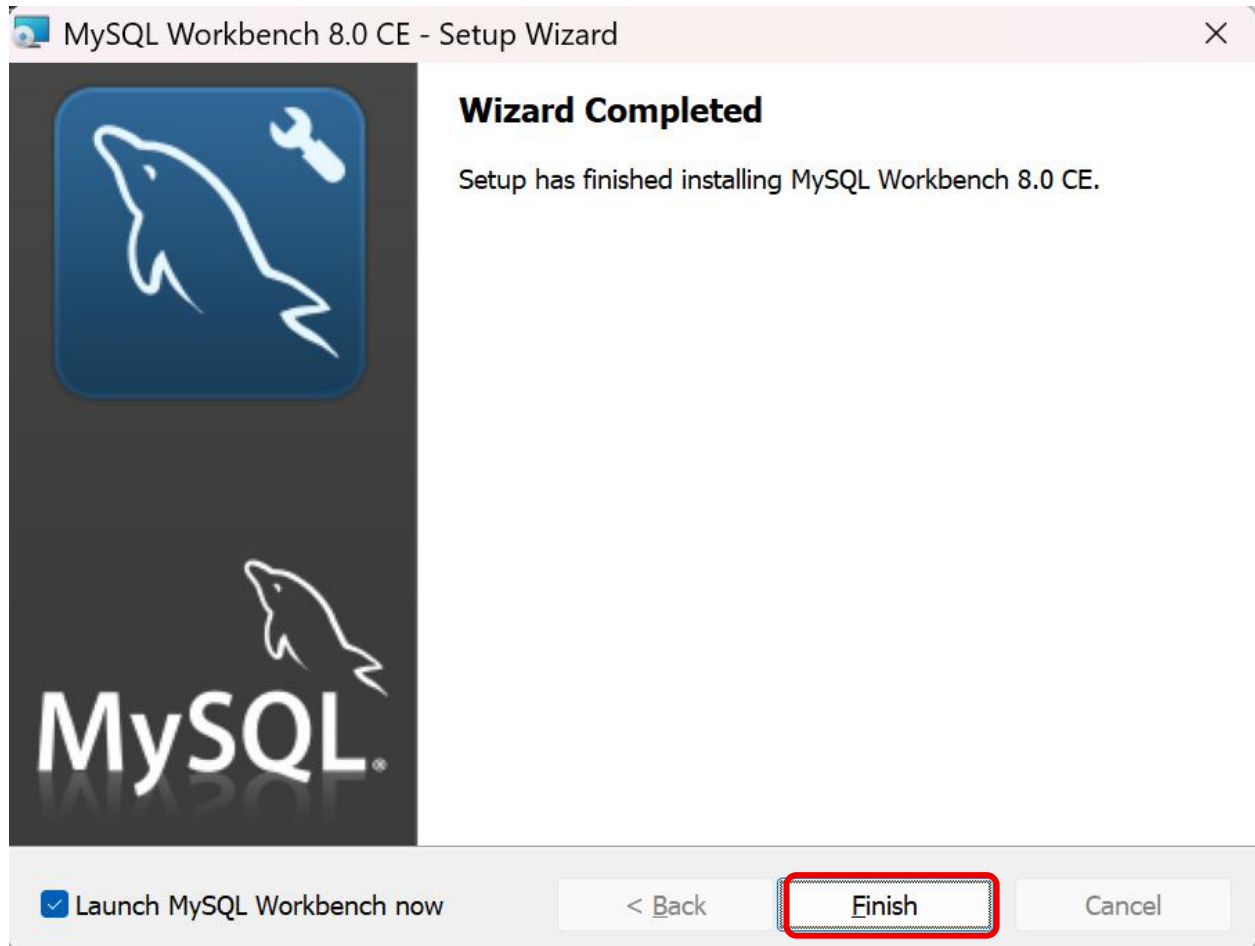 MySQL Workbench 8.0 CE - Setup Wizard
Wizard Completed
Setup has finished installing MySQL Workbench 8.0 CE.
MySQL®
Launch MySQL Workbench now
< Back
Finish
Cancel